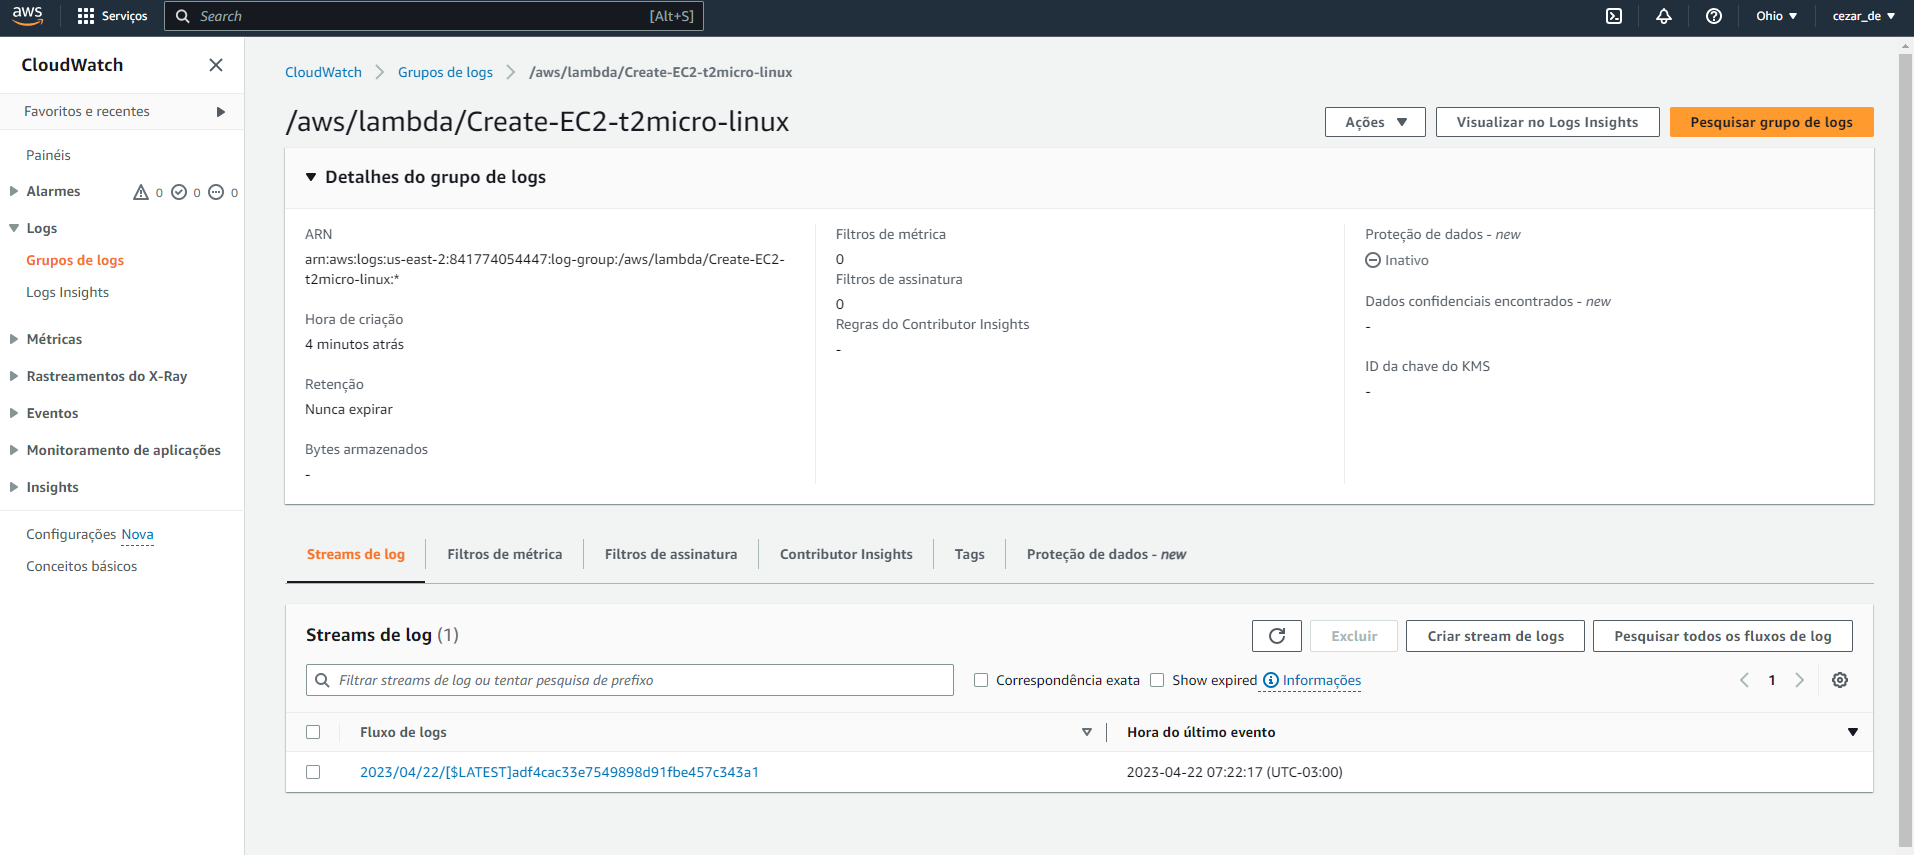 aws
Serviços
Search
[Alt+S]
Ohio
cezar_de
CloudWatch
Favoritos e recentes
Painéis
Alarmes
0
0
0
Logs
Grupos de logs
Logs Insights
Métricas
Rastreamentos do X-Ray
Eventos
Monitoramento de aplicações
Insights
Configurações Nova
Conceitos básicos
CloudWatch
Grupos de logs
/aws/lambda/Create-EC2-t2micro-linux
/aws/lambda/Create-EC2-t2micro-linux
Ações
Visualizar no Logs Insights
Pesquisar grupo de logs
Detalhes do grupo de logs
ARN
arn:aws:logs:us-east-2:841774054447:log-group:/aws/lambda/Create-EC2-
t2micro-linux:*
Hora de criação
4 minutos atrás
Retenção
Nunca expirar
Bytes armazenados
-
Filtros de métrica
0
Filtros de assinatura
0
Regras do Contributor Insights
-
Proteção de dados - new
Inativo
Dados confidenciais encontrados - new
-
ID da chave do KMS
-
Streams de log
Filtros de métrica
Filtros de assinatura
Contributor Insights
Tags
Proteção de dados - new
Streams de log (1)
Excluir
Criar stream de logs
Pesquisar todos os fluxos de log
Filtrar streams de log ou tentar pesquisa de prefixo
Correspondência exata
Show expired
Informações
1
Fluxo de logs
Hora do último evento
2023/04/22/[$LATEST]adf4cac33e7549898d91fbe457c343a1
2023-04-22 07:22:17 (UTC-03:00)